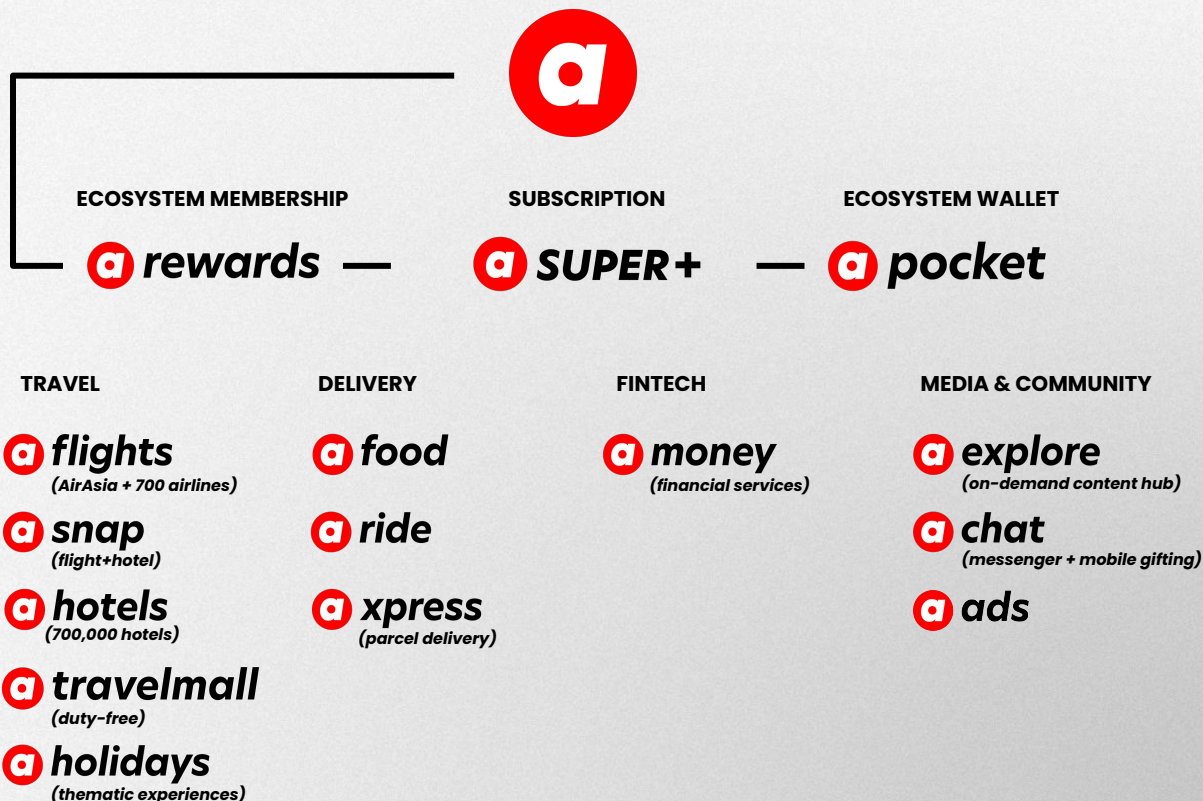 a
ECOSYSTEM MEMBERSHIP
a rewards
SUBSCRIPTION
a SUPER+
ECOSYSTEM WALLET
a pocket
TRAVEL
a flights
(AirAsia + 700 airlines)
a snap
(flight+hotel)
a hotels
(700,000 hotels)
a travelmall
(duty-free)
a holidays
(thematic experiences)
DELIVERY
a food
a ride
a xpress
(parcel delivery)
FINTECH
a money
(financial services)
MEDIA & COMMUNITY
a explore
(on-demand content hub)
a chat
(messenger + mobile gifting)
a ads